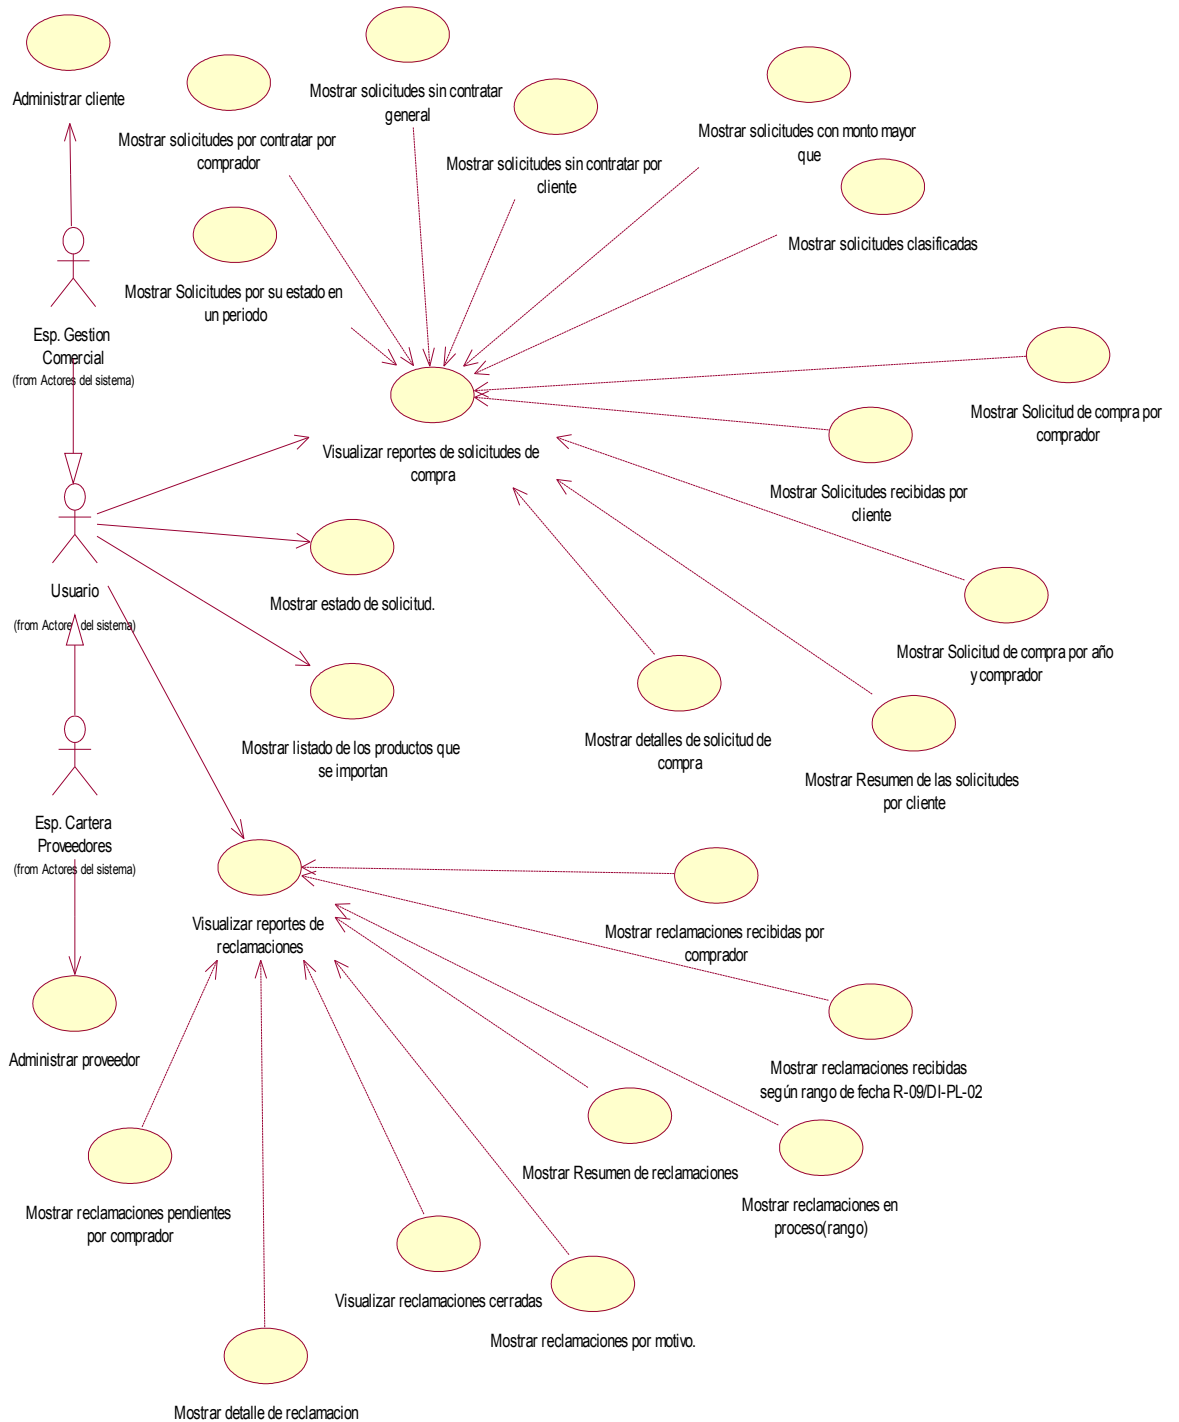 Administrar cliente
Mostrar solicitudes por contratar por
comprador
Mostrar solicitudes sin contratar
general
Mostrar solicitudes sin contratar por
cliente
Mostrar solicitudes con monto mayor
que
Mostrar solicitudes clasificadas
Mostrar Solicitudes por su estado en
un periodo
Esp. Gestion
Comercial
(from Actores del sistema)
Visualizar reportes de solicitudes de
compra
Mostrar Solicitud de compra por
comprador
Mostrar Solicitudes recibidas por
cliente
Usuario
(from Actores del sistema)
Mostrar estado de solicitud.
Mostrar Solicitud de compra por año
y comprador
Mostrar listado de los productos que
se importan
Mostrar detalles de solicitud de
compra
Mostrar Resumen de las solicitudes
por cliente
Esp. Cartera
Proveedores
(from Actores del sistema)
Visualizar reportes de
reclamaciones
Mostrar reclamaciones recibidas por
comprador
Administrar proveedor
Mostrar reclamaciones recibidas
según rango de fecha R-09/DI-PL-02
Mostrar Resumen de reclamaciones
Mostrar reclamaciones en
proceso(rango)
Mostrar reclamaciones pendientes
por comprador
Visualizar reclamaciones cerradas
Mostrar reclamaciones por motivo.
Mostrar detalle de reclamacion